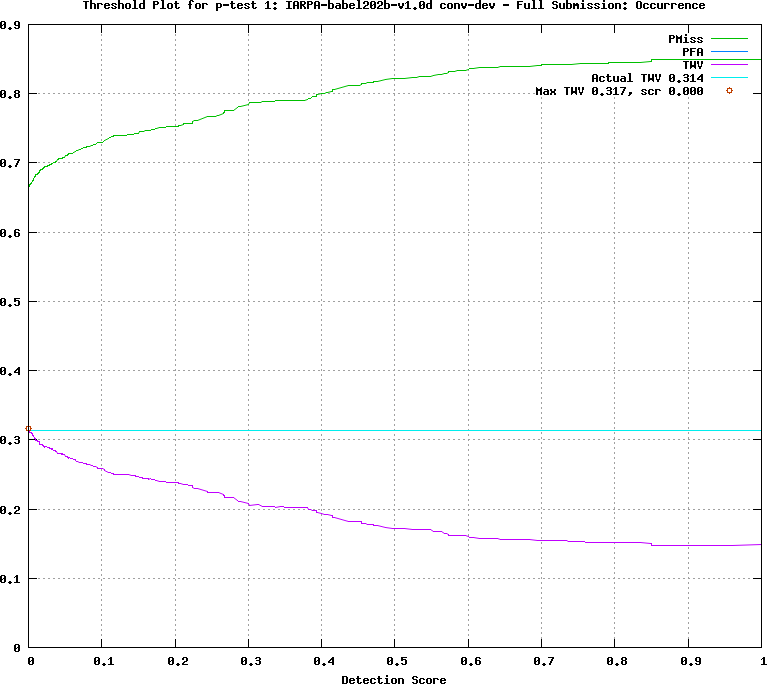 Threshold Plot for p-test 1: IARPA-babel202b-v1.0d conv-dev - Full Submission: Occurrence
0.9
PMiss
PFA
TWV
Actual TWV 0.314
Max TWV 0.317, scr 0.000
0.8
0.7
0.6
0.5
0.4
0.3
0.2
0.1
0
0 0.1 0.2 0.3 0.4 0.5 0.6 0.7 0.8 0.9 1
Detection Score